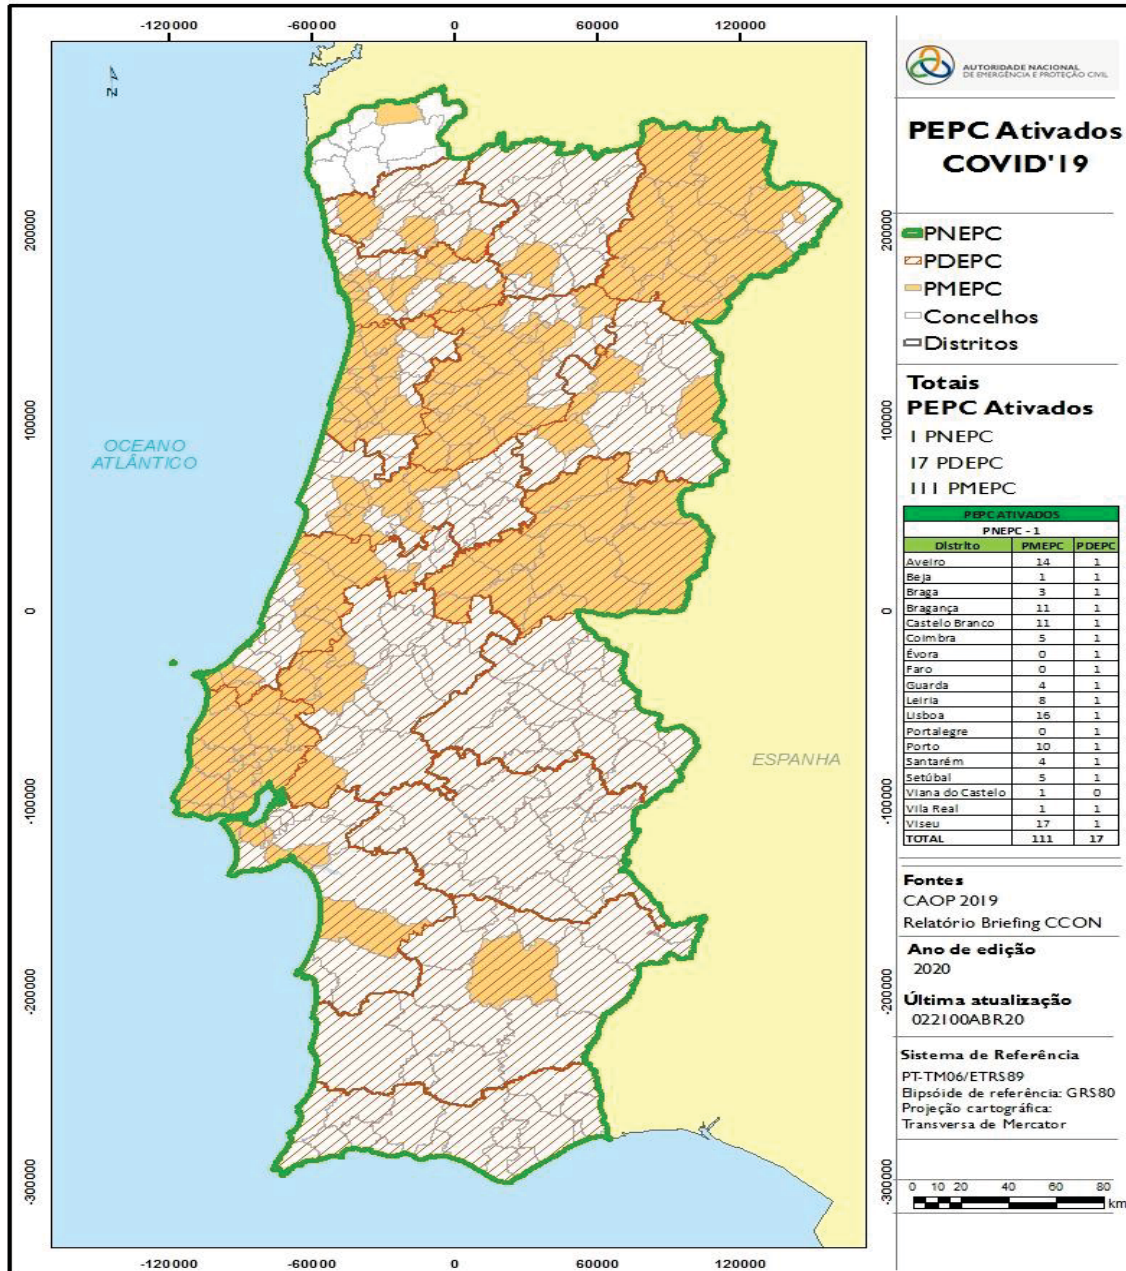 -120000 -60000 0 60000 120000
N
AUTORIDADE NACIONAL
DE EMERGÊNCIA E PROTEÇÃO CIVIL
PEPC Ativados
COVID'19
PNEPC
PDEPC
PMEPC
Concelhos
Distritos
Totais
PEPC Ativados
1 PNEPC
17 PDEPC
111 PMEPC
PEPC ATIVADOS
PNEPC - 1
Distrito PMEPC PDEPC
Aveiro 14 1
Beja 1 1
Braga 3 1
Bragança 11 1
Castelo Branco 11 1
Coimbra 5 1
Évora 0 1
Faro 0 1
Guarda 4 1
Leiria 8 1
Lisboa 16 1
Portalegre 0 1
Porto 10 1
Santarém 4 1
Setúbal 5 1
Viana do Castelo 1 0
Vila Real 1 1
Viseu 17 1
TOTAL 111 17
Fontes
CAOP 2019
Relatório Briefing CCON
Ano de edição
2020
Última atualização
022100ABR20
Sistema de Referência
PT-TM06/ETRS89
Elipsóide de referência: GRS80
Projeção cartográfica:
Transversa de Mercator
0 10 20 40 60 80
km
OCEANO
ATLÂNTICO
ESPANHA
200000
100000
0
-100000
-200000
-300000
200000
100000
0
-100000
-200000
-300000
-120000 -60000 0 60000 120000